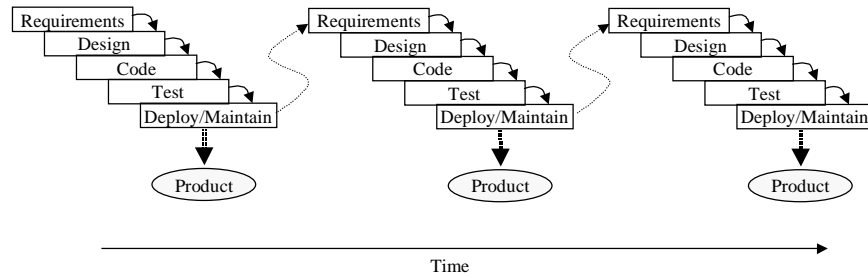 Requirements
Design
Code
Test
Deploy/Maintain
Product
Requirements
Design
Code
Test
Deploy/Maintain
Product
Requirements
Design
Code
Test
Deploy/Maintain
Product
Time